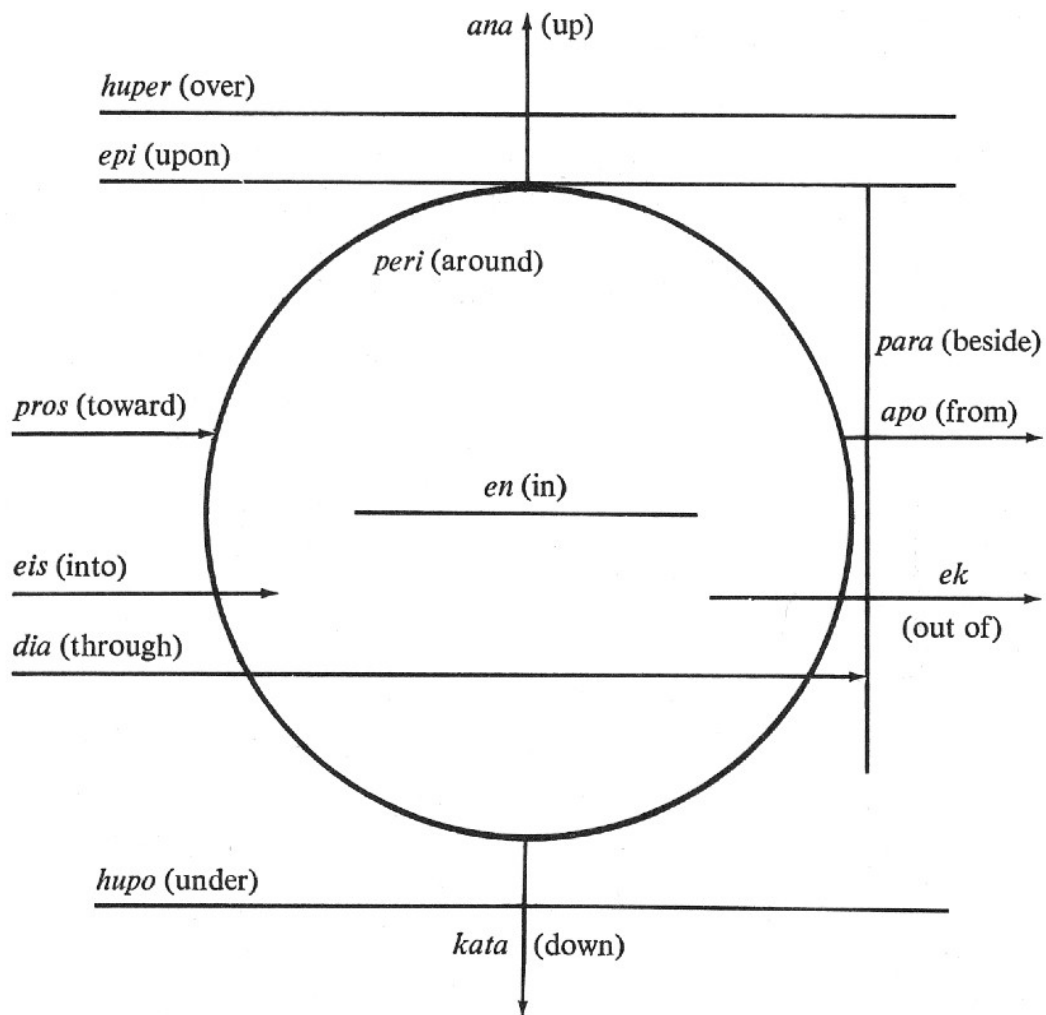 ana (up)
huper (over)
epi (upon)
peri (around)
para (beside)
pros (toward)
apo (from)
en (in)
eis (into)
ek
(out of)
dia (through)
hupo (under)
kata (down)